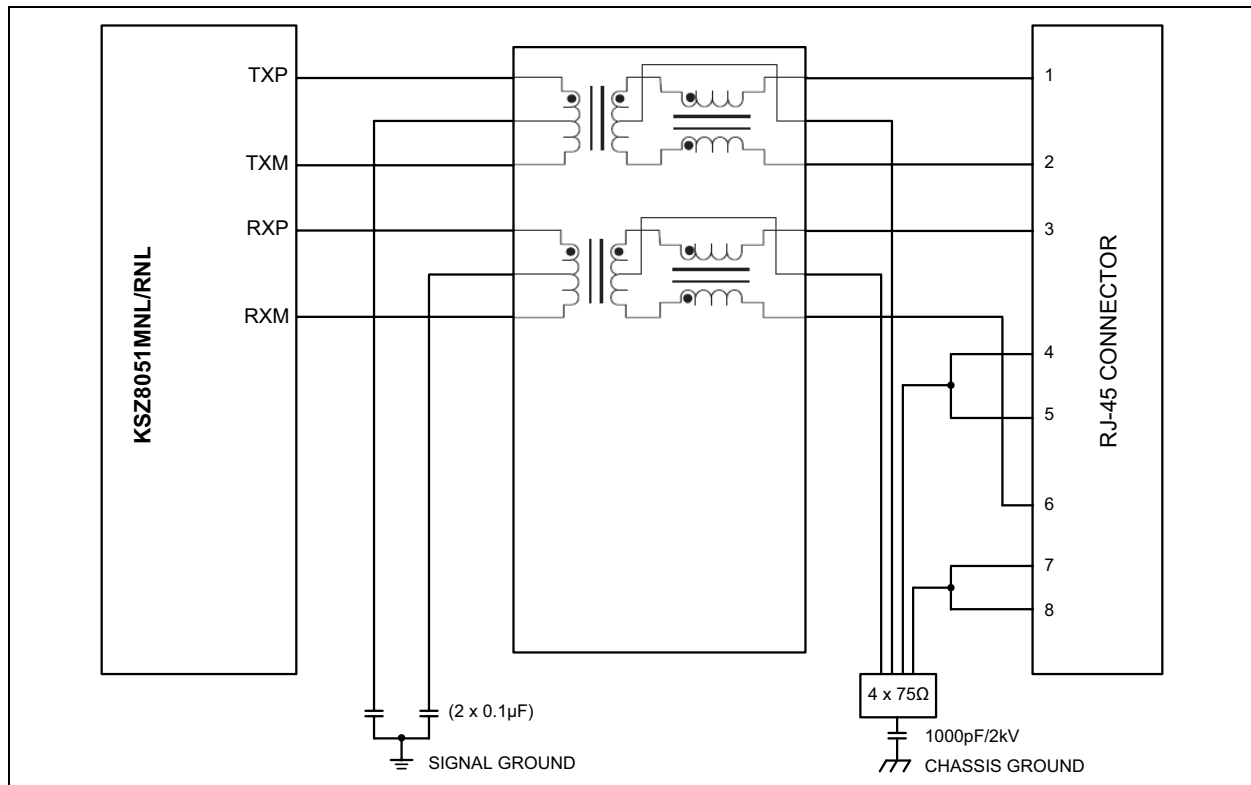 KSZ8051MNL/RNL
TXP
TXM
RXP
RXM
1
2
3
4
5
6
7
8
RJ-45 CONNECTOR
(2 x 0.1µF)
SIGNAL GROUND
4 x 75Ω
1000pF/2kV
CHASSIS GROUND